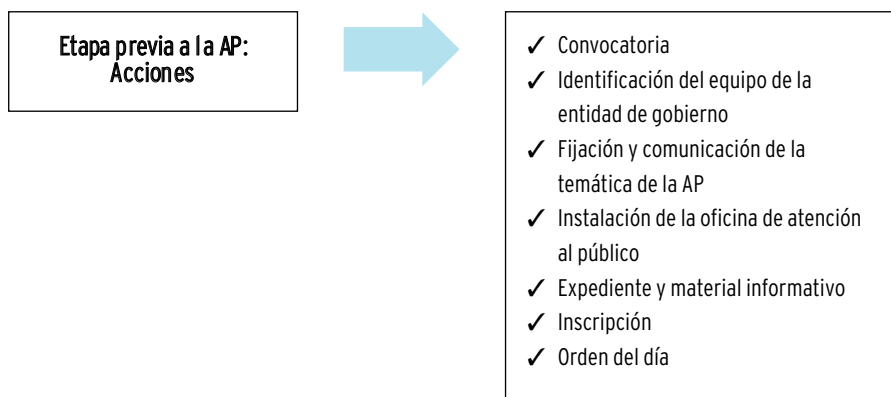 Etapa previa a la AP:
Acciones
✓ Convocatoria
✓ Identificación del equipo de la
entidad de gobierno
✓ Fijación y comunicación de la
temática de la AP
✓ Instalación de la oficina de atención
al público
✓ Expediente y material informativo
✓ Inscripción
✓ Orden del día